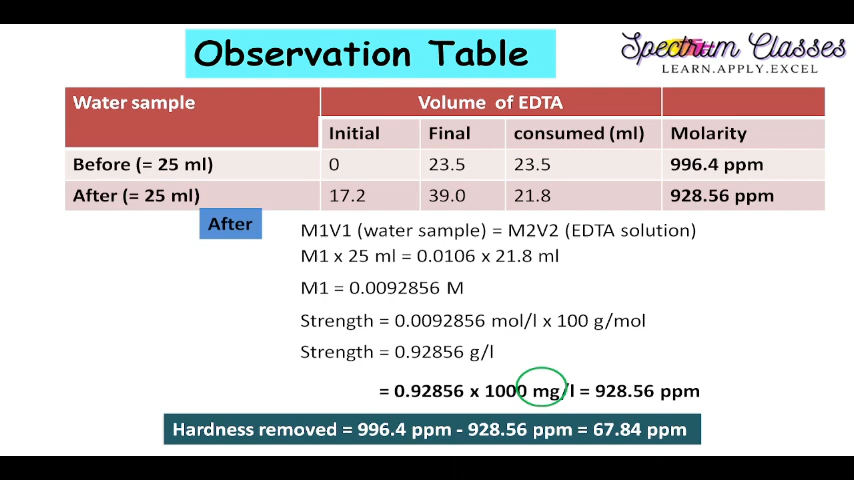 Observation Table
Spectrum Classes
LEARN.APPLY.EXCEL
Water sample Volume of EDTA
Initial Final consumed (ml) Molarity
Before (= 25 ml) 0 23.5 23.5 996.4 ppm
After (= 25 ml) 17.2 39.0 21.8 928.56 ppm
After
M1V1 (water sample) = M2V2 (EDTA solution)
M1 x 25 ml = 0.0106 x 21.8 ml
M1 = 0.0092856 M
Strength = 0.0092856 mol/l x 100 g/mol
Strength = 0.92856 g/l
= 0.92856 x 1000 mg/l = 928.56 ppm
Hardness removed = 996.4 ppm - 928.56 ppm = 67.84 ppm